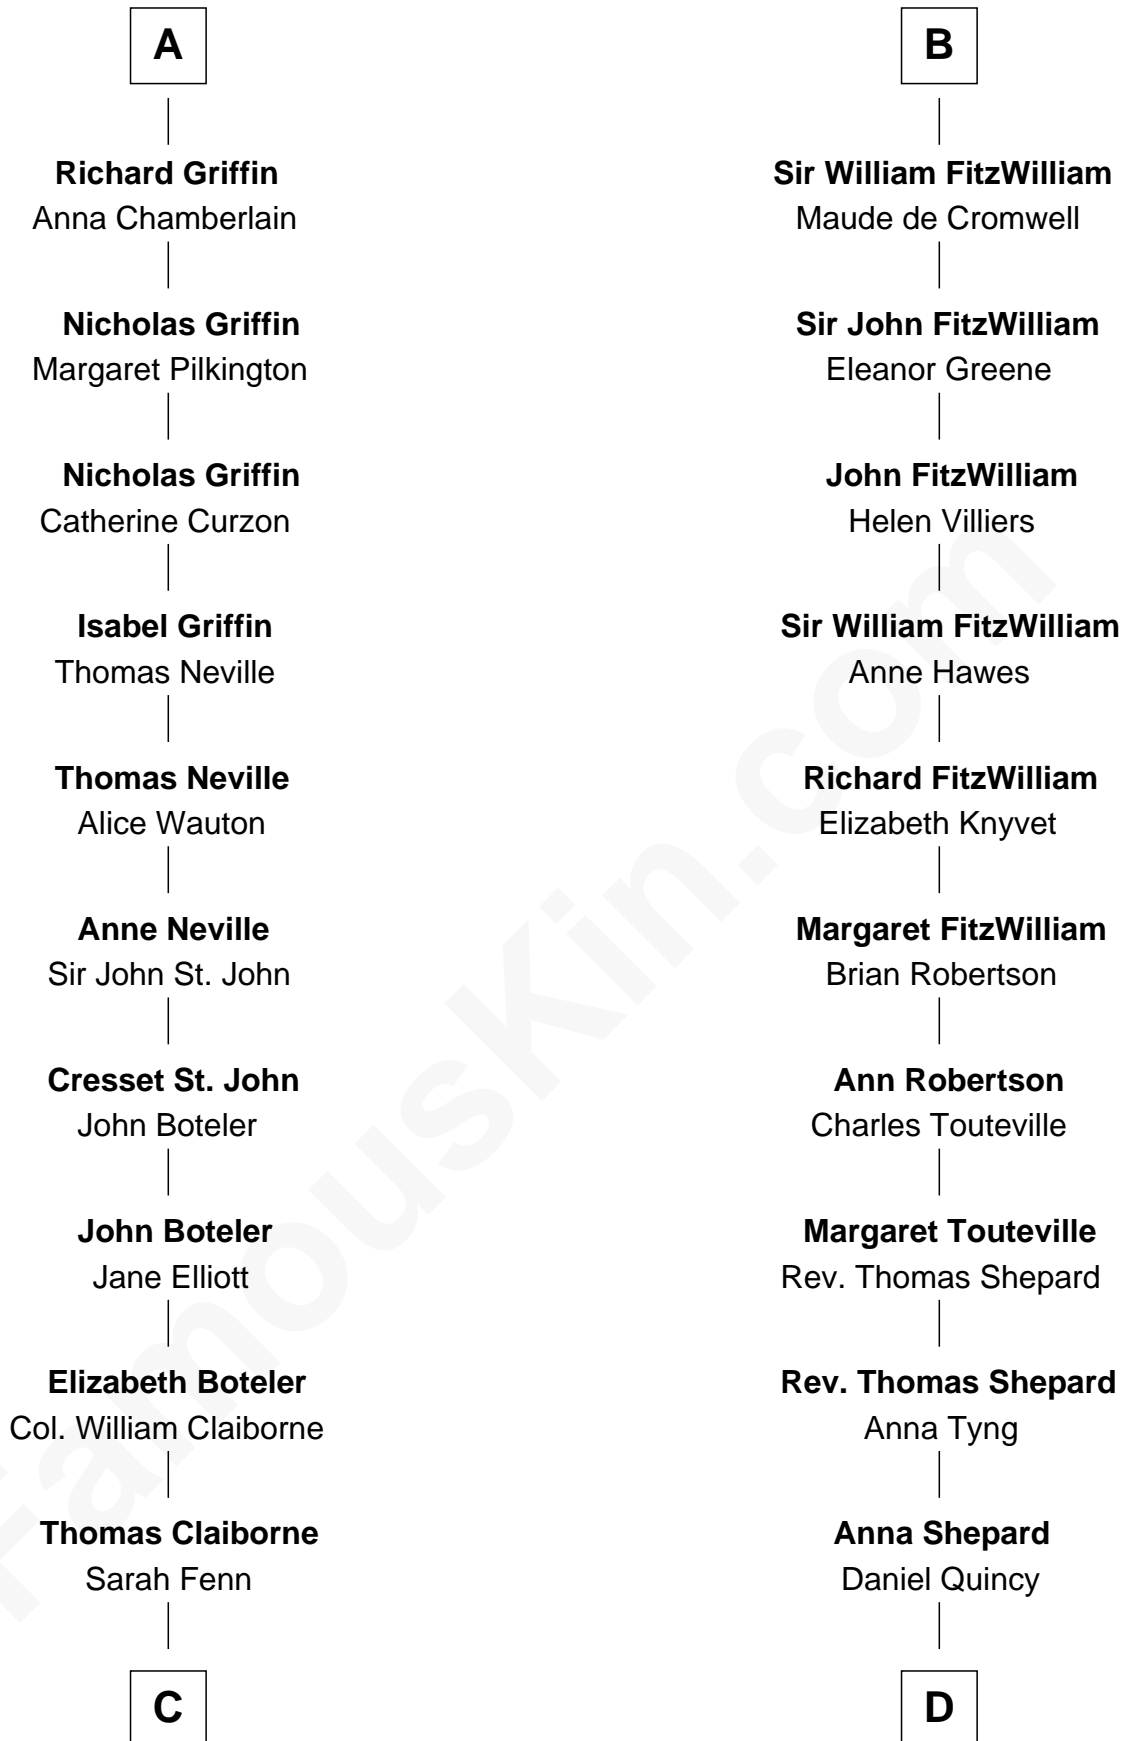 A
Richard Griffin
Anna Chamberlain
Nicholas Griffin
Margaret Pilkington
Nicholas Griffin
Catherine Curzon
Isabel Griffin
Thomas Neville
Thomas Neville
Alice Wauton
Anne Neville
Sir John St. John
Cresset St. John
John Boteler
John Boteler
Jane Elliott
Elizabeth Boteler
Col. William Claiborne
Thomas Claiborne
Sarah Fenn
C
B
Sir William FitzWilliam
Maude de Cromwell
Sir John FitzWilliam
Eleanor Greene
John FitzWilliam
Helen Villiers
Sir William FitzWilliam
Anne Hawes
Richard FitzWilliam
Elizabeth Knyvet
Margaret FitzWilliam
Brian Robertson
Ann Robertson
Charles Touteville
Margaret Touteville
Rev. Thomas Shepard
Rev. Thomas Shepard
Anna Tyng
Anna Shepard
Daniel Quincy
D
FamousKin.com